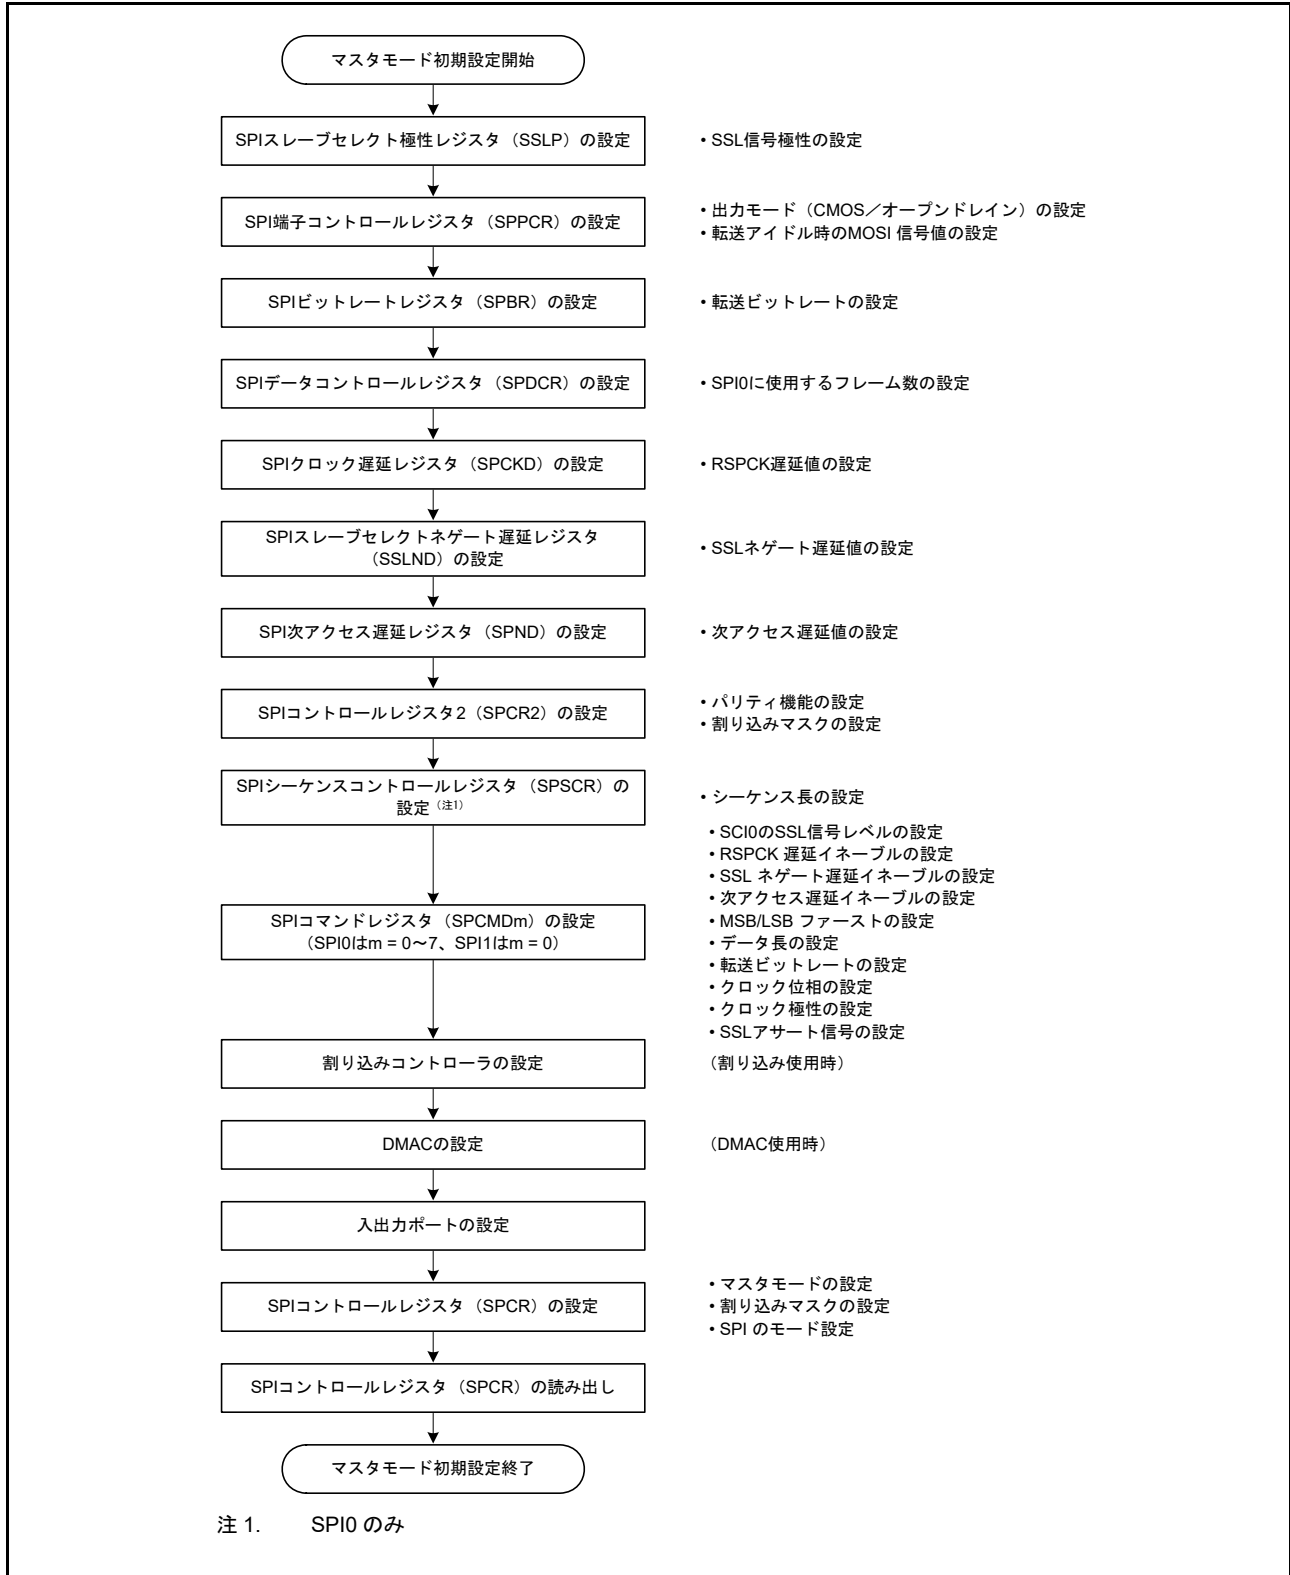 マスタモード初期設定開始
SPIスレーブセレクト極性レジスタ（SSLP）の設定
• SSL信号極性の設定
SPI端子コントロールレジスタ（SPPCR）の設定
• 出力モード（CMOS／オープンドレイン）の設定
• 転送アイドル時のMOSI 信号値の設定
SPIビットレートレジスタ（SPBR）の設定
• 転送ビットレートの設定
SPIデータコントロールレジスタ（SPDCR）の設定
• SPI0に使用するフレーム数の設定
SPIクロック遅延レジスタ（SPCKD）の設定
• RSPCK遅延値の設定
SPIスレーブセレクトネゲート遅延レジスタ
（SSLND）の設定
• SSLネゲート遅延値の設定
SPI次アクセス遅延レジスタ（SPND）の設定
• 次アクセス遅延値の設定
SPIコントロールレジスタ2（SPCR2）の設定
• パリティ機能の設定
• 割り込みマスクの設定
SPIシーケンスコントロールレジスタ（SPSCR）の
設定（注1）
• シーケンス長の設定
SPIコマンドレジスタ（SPCMDm）の設定
（SPI0はm = 0～7、SPI1はm = 0）
• SCI0のSSL信号レベルの設定
• RSPCK 遅延イネーブルの設定
• SSL ネゲート遅延イネーブルの設定
• 次アクセス遅延イネーブルの設定
• MSB/LSB ファーストの設定
• データ長の設定
• 転送ビットレートの設定
• クロック位相の設定
• クロック極性の設定
• SSLアサート信号の設定
割り込みコントローラの設定
（割り込み使用時）
DMACの設定
（DMAC使用時）
入出力ポートの設定
SPIコントロールレジスタ（SPCR）の設定
• マスタモードの設定
• 割り込みマスクの設定
• SPI のモード設定
SPIコントロールレジスタ（SPCR）の読み出し
マスタモード初期設定終了
注 1. SPI0 のみ